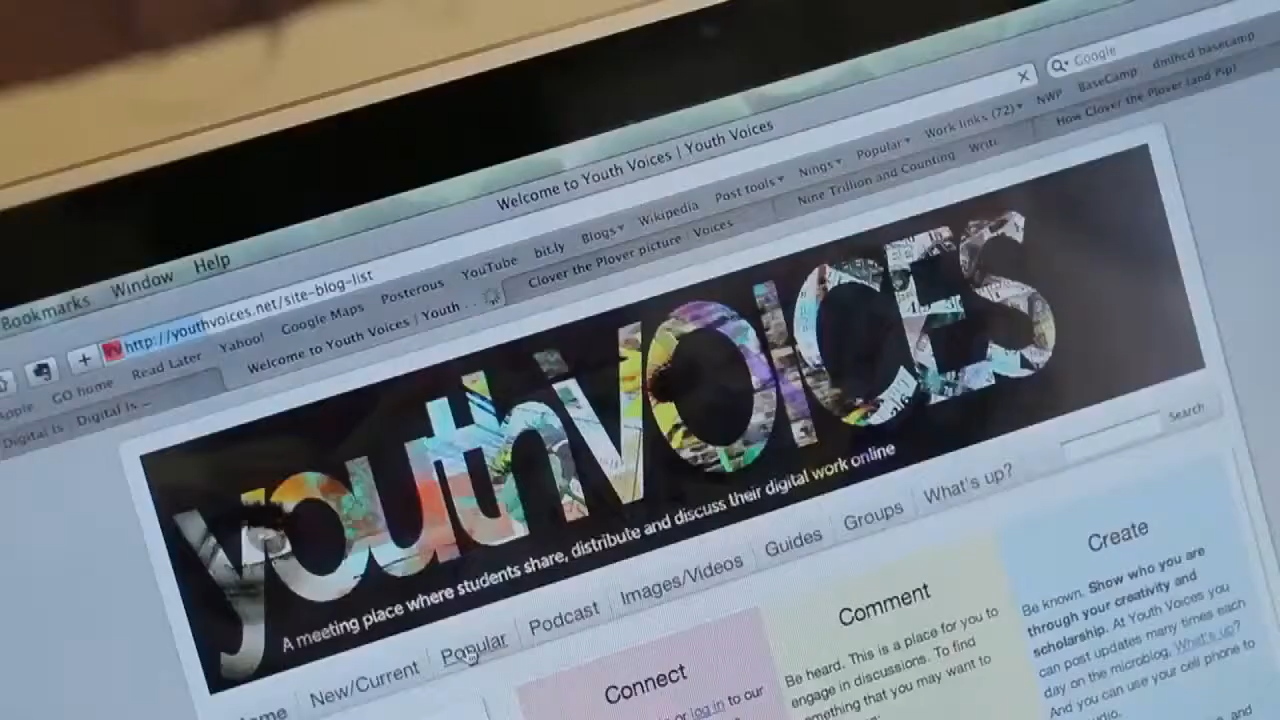 Bookmarks Window Help
Welcome to Youth Voices | Youth Voices
http://youthvoices.net/site-blog-list
Google
Apple GO home Read Later Yahoo! Google Maps Posterous YouTube bit.ly Blogs Wikipedia Post tools Nings Popular Work links (72) NWP BaseCamp dmlhcd basecamp
Digital Is Digital Is ... Welcome to Youth Voices | Youth ... Clover the Plover picture | Voices Nine Trillion and Counting Writi How Clover the Plover (and Pip)
youthVOICES
A meeting place where students share, distribute and discuss their digital work online
Search
New/Current Popular Podcast Images/Videos Guides Groups What's up?
Connect
or log in to our
Comment
Be heard. This is a place for you to
engage in discussions. To find
something that you may want to
Create
Be known. Show who you are
through your creativity and
scholarship. At Youth Voices you
can post updates many times each
day on the microblog, What's up?
And you can use your cell phone to